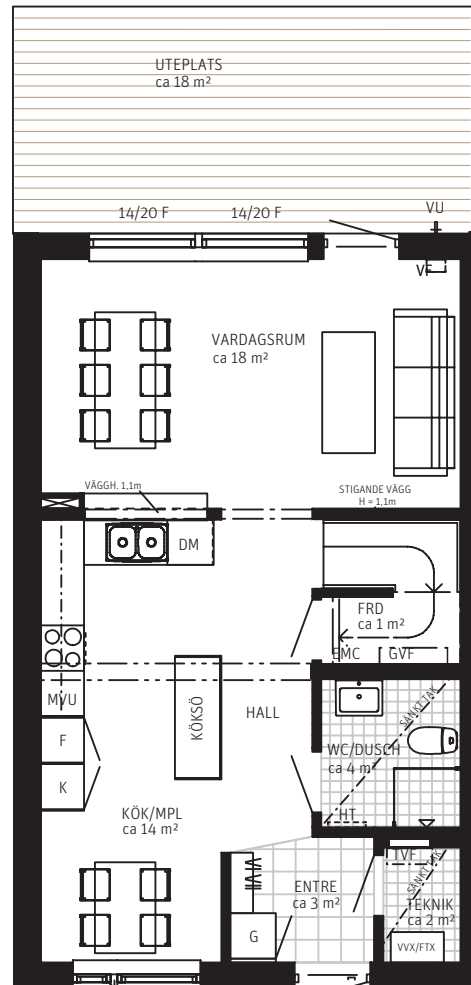 UTEPLATS
ca 18 m²
14/20 F
14/20 F
VU
VF
VARDAGSRUM
ca 18 m²
VÄGGH. 1,1m
STIGANDE VÄGG
H = 1,1m
DM
FRD
ca 1 m²
EMC
GVF
MVU
KÖKSÖ
HALL
SÄNKT TAK
F
WC/DUSCH
ca 4 m²
K
KÖK/MPL
ca 14 m²
HT
TVF
SÄNKT TAK
ENTRE
ca 3 m²
TEKNIK
ca 2 m²
G
VVX/FTX